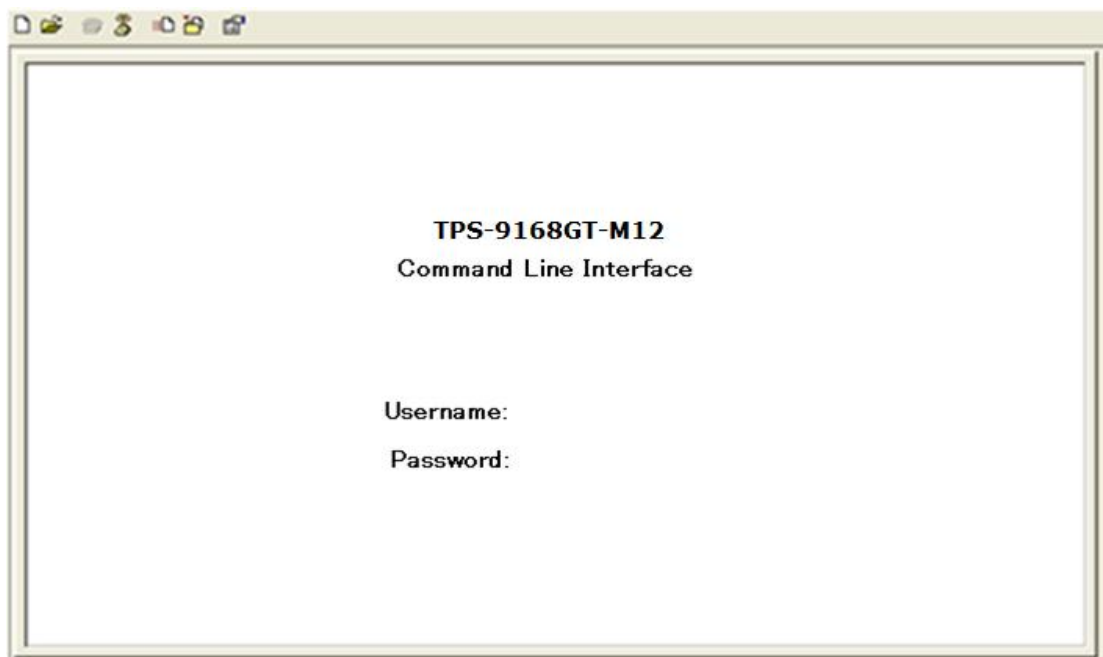 TPS-9168GT-M12
Command Line Interface
Username:
Password: